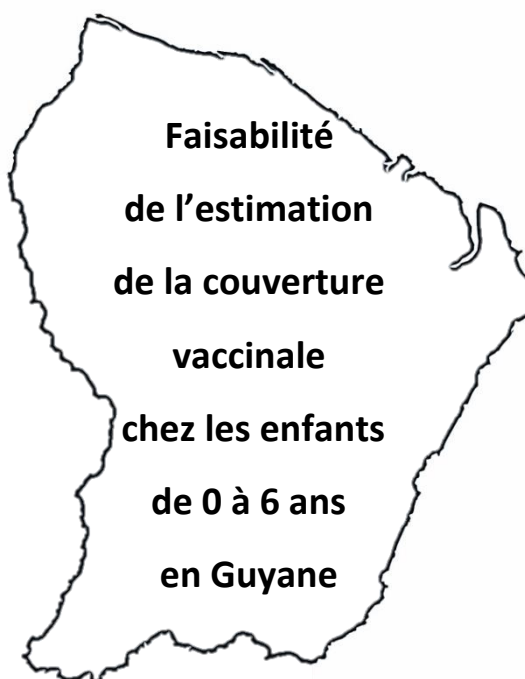 Faisabilité
de l’estimation
de la couverture
vaccinale
chez les enfants
de 0 à 6 ans
en Guyane